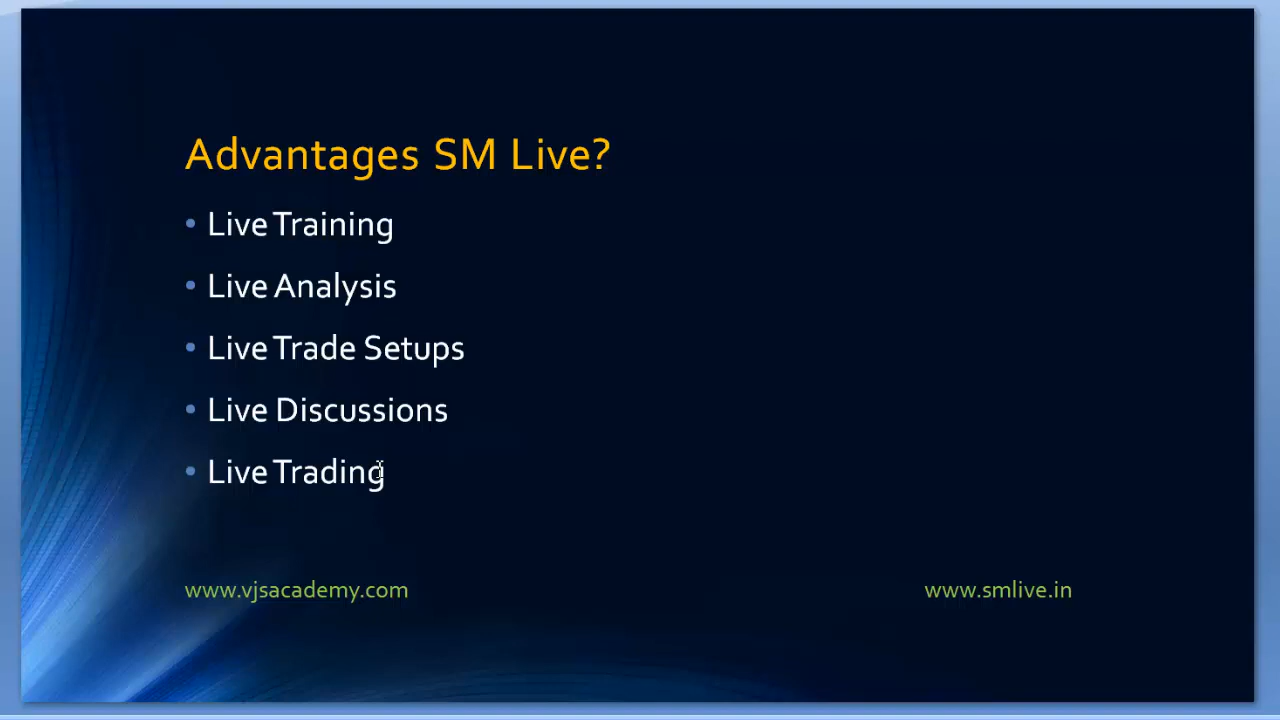 Advantages SM Live?
• Live Training
• Live Analysis
• Live Trade Setups
• Live Discussions
• Live Trading
www.vjsacademy.com
www.smlive.in